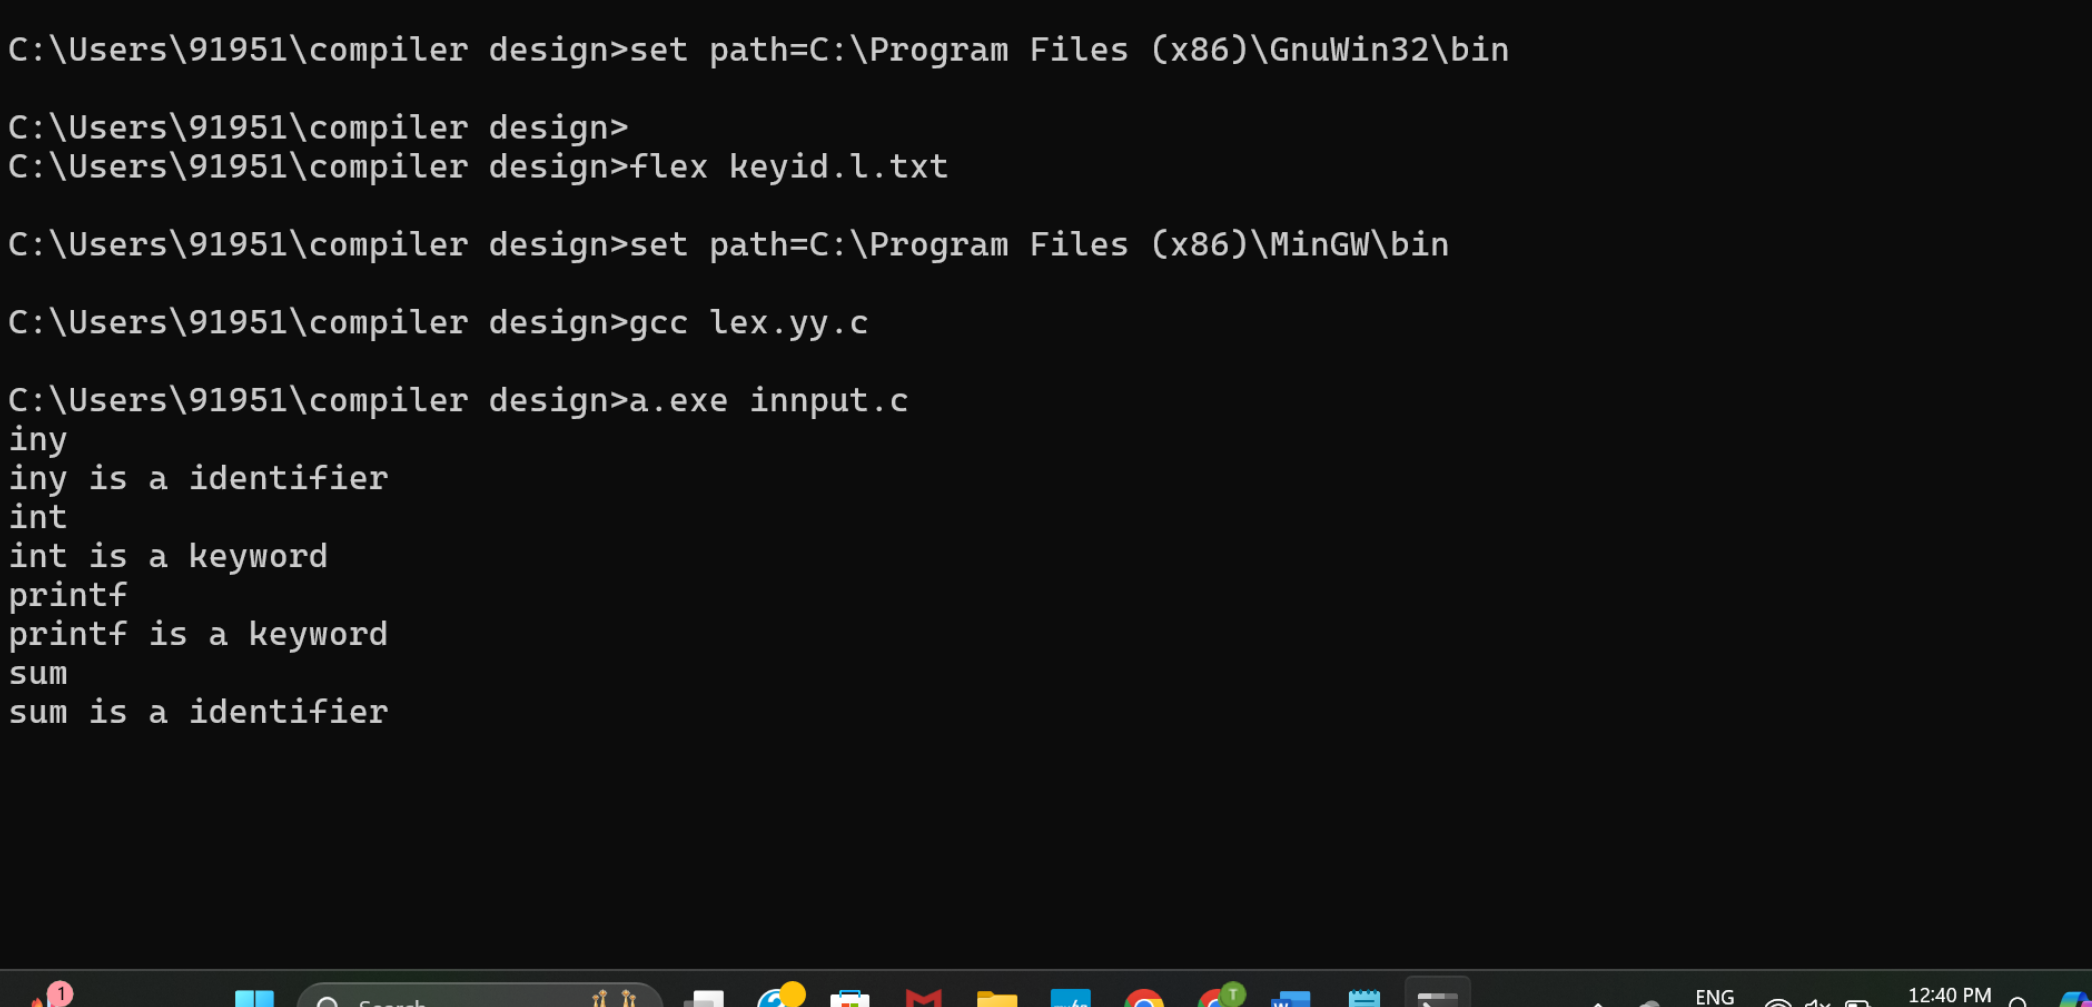 C:\Users\91951\compiler design>set path=C:\Program Files (x86)\GnuWin32\bin
C:\Users\91951\compiler design>
C:\Users\91951\compiler design>flex keyid.l.txt
C:\Users\91951\compiler design>set path=C:\Program Files (x86)\MinGW\bin
C:\Users\91951\compiler design>gcc lex.yy.c
C:\Users\91951\compiler design>a.exe innput.c
iny
iny is a identifier
int
int is a keyword
printf
printf is a keyword
sum
sum is a identifier
1
Search
T
ENG
12:40 PM